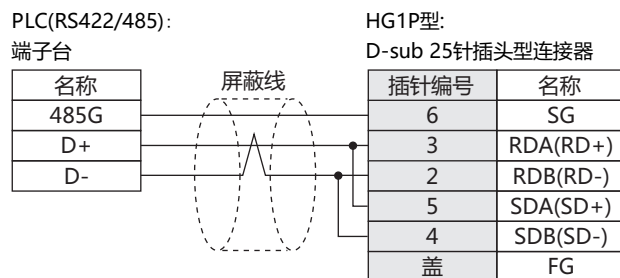 PLC(RS422/485):
端子台
名称
485G
D+
D-
屏蔽线
HG1P型:
D-sub 25针插头型连接器
插针编号 名称
6 SG
3 RDA(RD+)
2 RDB(RD-)
5 SDA(SD+)
4 SDB(SD-)
盖 FG